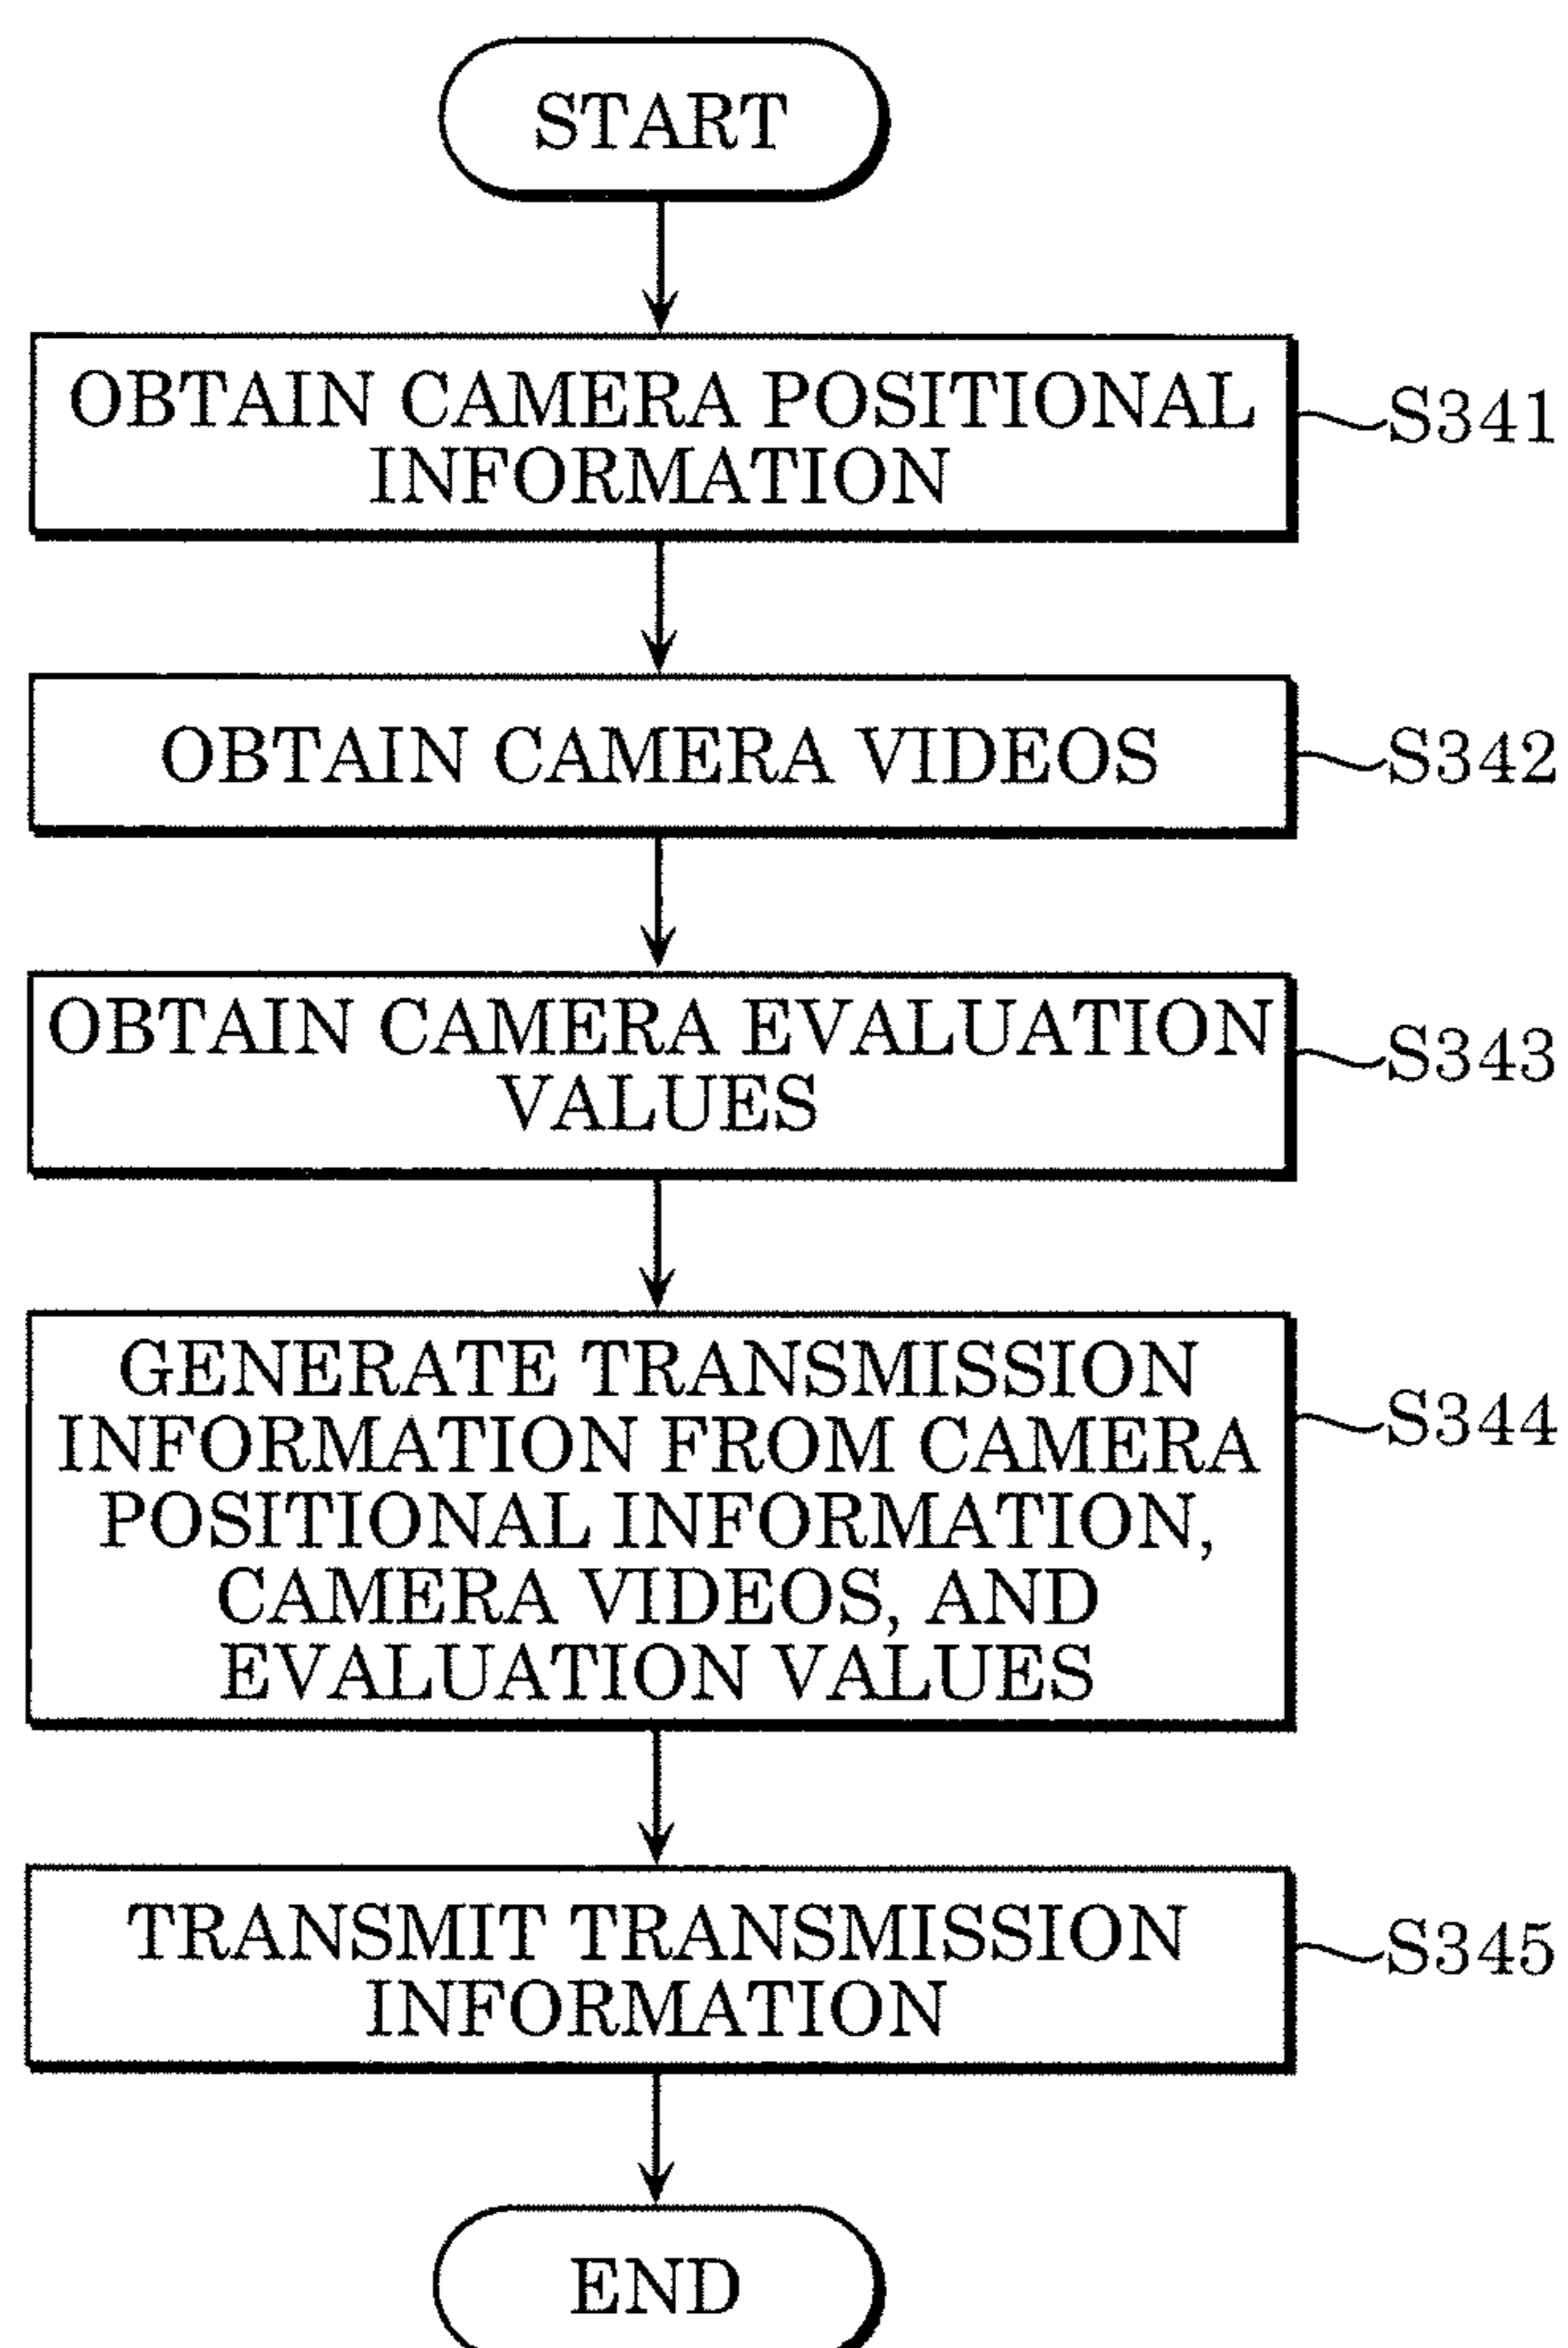 START
OBTAIN CAMERA POSITIONAL
INFORMATION
S341
OBTAIN CAMERA VIDEOS
S342
OBTAIN CAMERA EVALUATION
VALUES
S343
GENERATE TRANSMISSION
INFORMATION FROM CAMERA
POSITIONAL INFORMATION,
CAMERA VIDEOS, AND
EVALUATION VALUES
S344
TRANSMIT TRANSMISSION
INFORMATION
S345
END